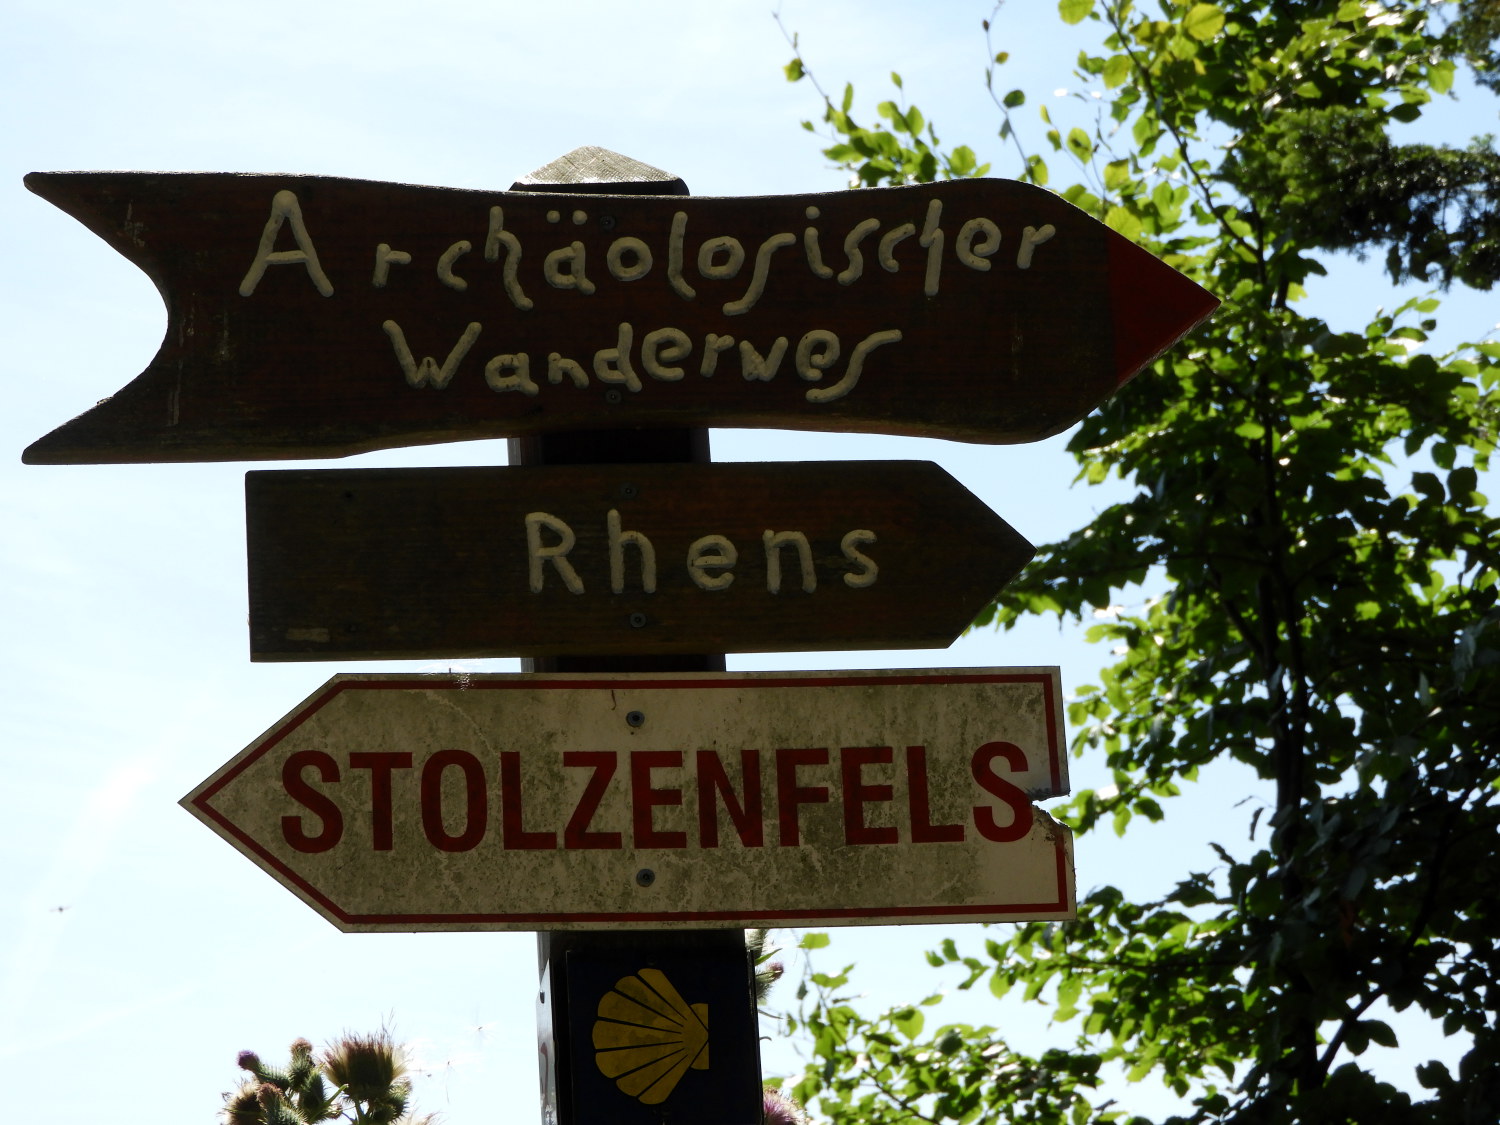 Archäologischer
Wanderweg
Rhens
STOLZENFELS